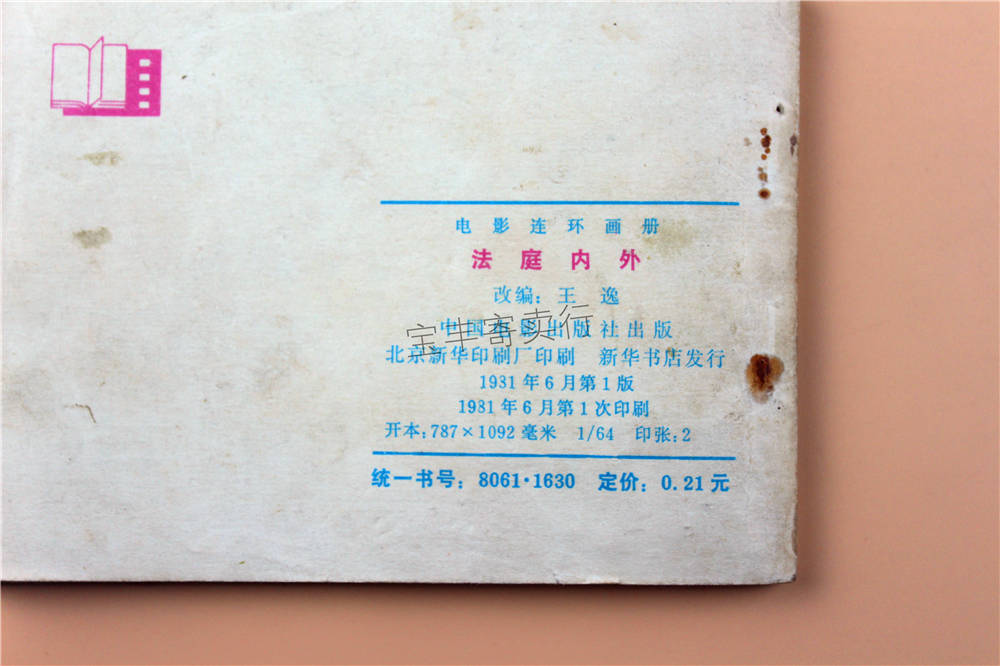 电影连环画册
法庭内外
改编：王逸
中国电影出版社出版
宝丰寄卖行
北京新华印刷厂印刷 新华书店发行
1981年6月第1版
1981年6月第1次印刷
开本：787×1092毫米 1/64 印张：2
统一书号：8061·1630 定价：0.21元